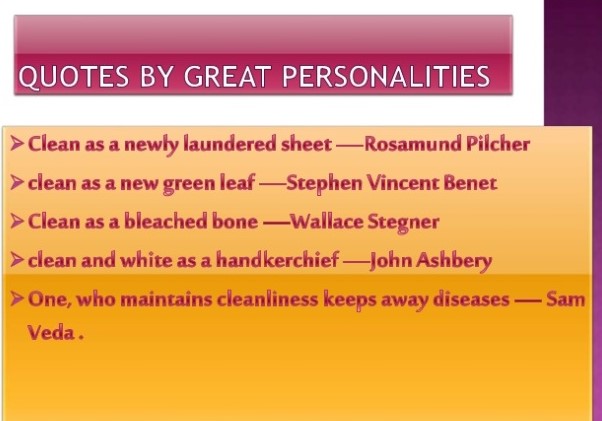 QUOTES BY GREAT PERSONALITIES
Clean as a newly laundered sheet —–Rosamund Pilcher
clean as a new green leaf —–Stephen Vincent Benet
Clean as a bleached bone —–Wallace Stegner
clean and white as a handkerchief —–John Ashbery
One, who maintains cleanliness keeps away diseases —– Sam
Veda .